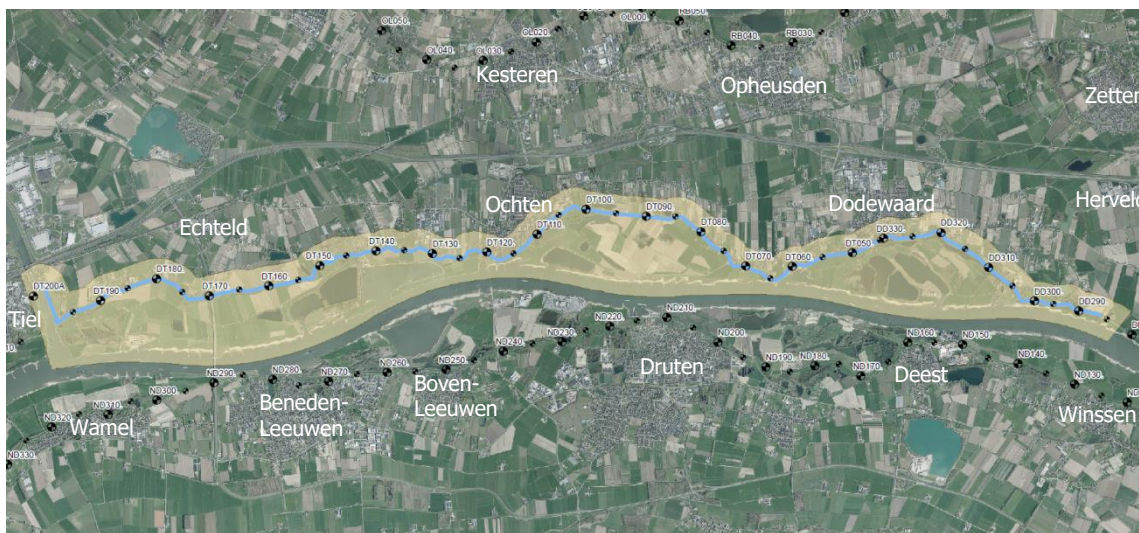 OL050.
OL040.
OL030.
OL020.
OL000.
RB050.
RB040.
RB030.
Kesteren
Opheusden
Zetter
Echteld
Ochten
Dodewaard
Herveld
DT200A
DT190.
DT180.
DT170.
DT160.
DT150.
DT140.
DT130.
DT120.
DT110.
DT100.
DT090.
DT080.
DT070.
DT060.
DT050.
DD330.
DD320.
DD310.
DD300.
DD290.
Tiel
ND330.
ND320.
ND310.
ND300.
ND290.
ND280.
ND270.
ND260.
ND250.
ND240.
ND230.
ND220.
ND210.
ND200.
ND190.
ND180.
ND170.
ND160.
ND150.
ND140.
ND130.
Wamel
Beneden-
Leeuwen
Boven-
Leeuwen
Druten
Deest
Winssen